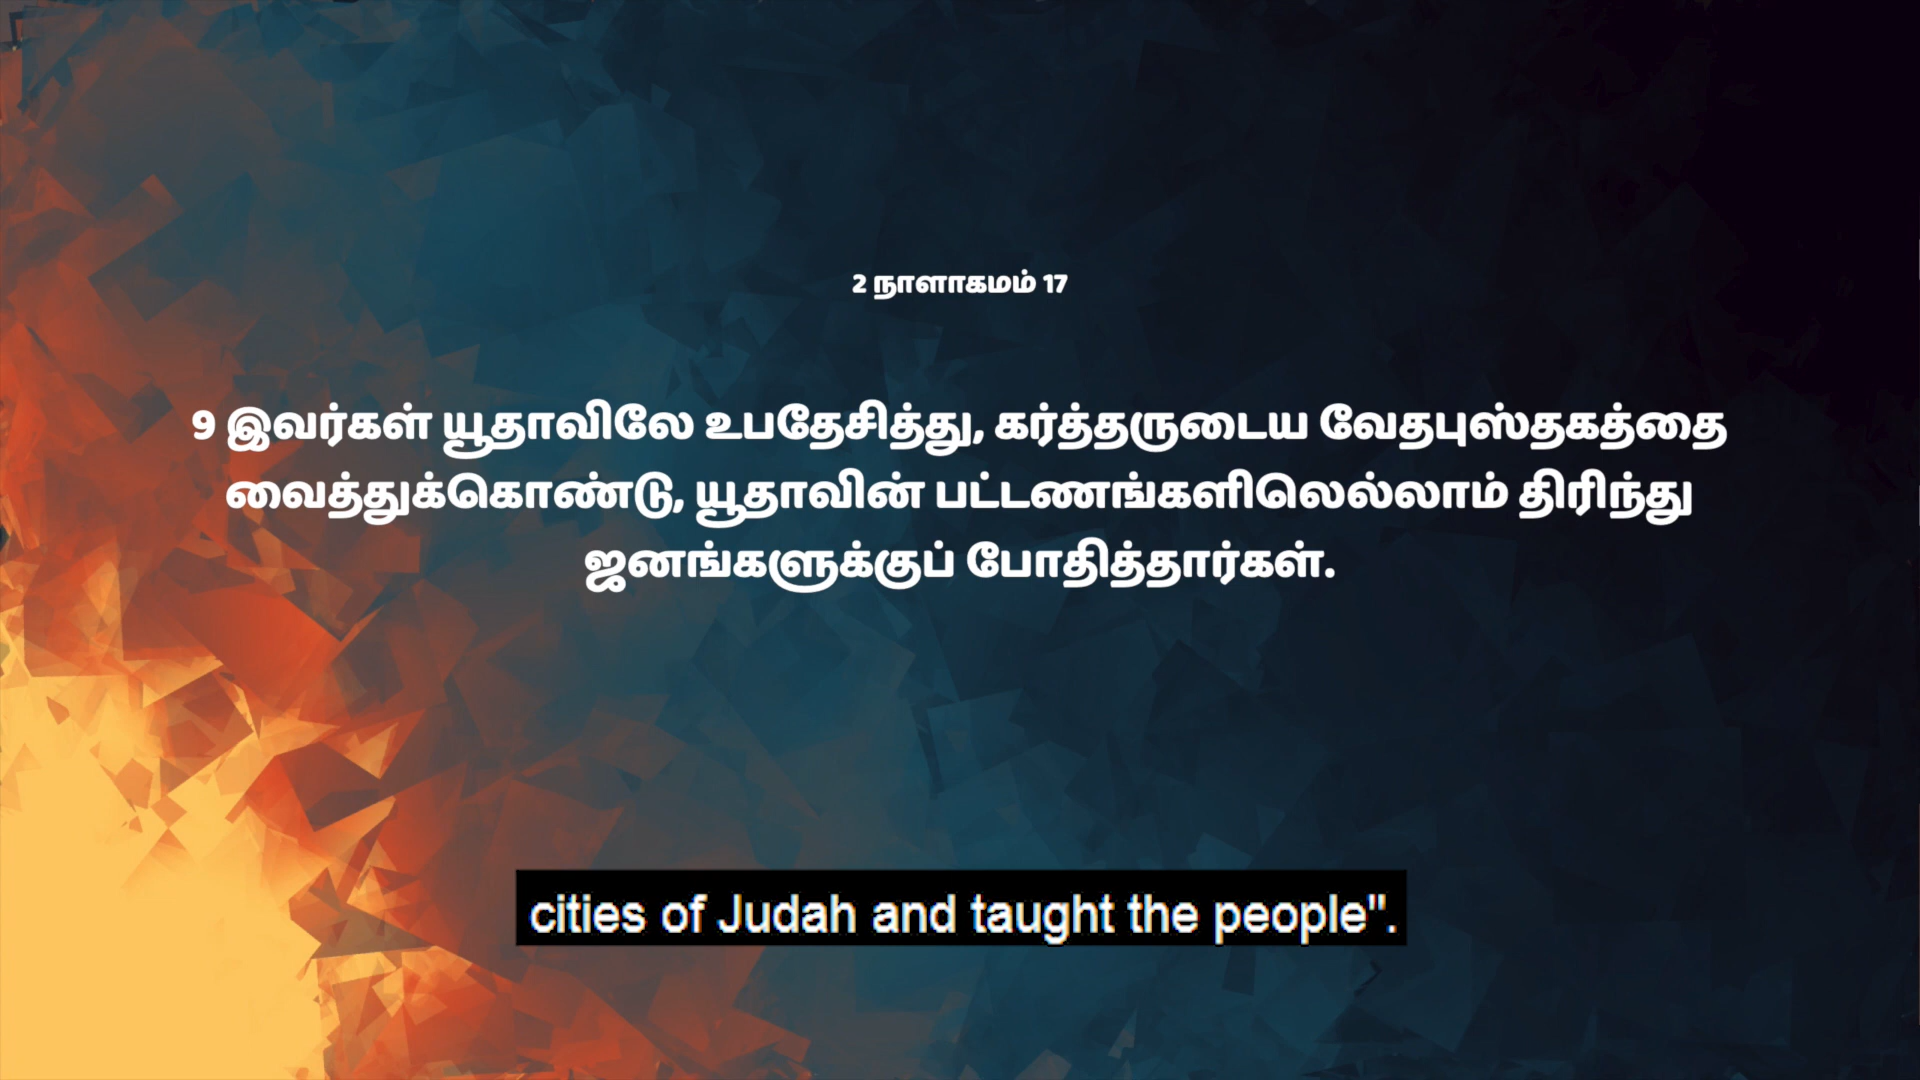 2 நாளாகமம் 17
9 இவர்கள் யூதாவிலே உபதேசித்து, கர்த்தருடைய வேதபுஸ்தகத்தை
வைத்துக்கொண்டு, யூதாவின் பட்டணங்களிலெல்லாம் திரிந்து
ஜனங்களுக்குப் போதித்தார்கள்.
cities of Judah and taught the people".